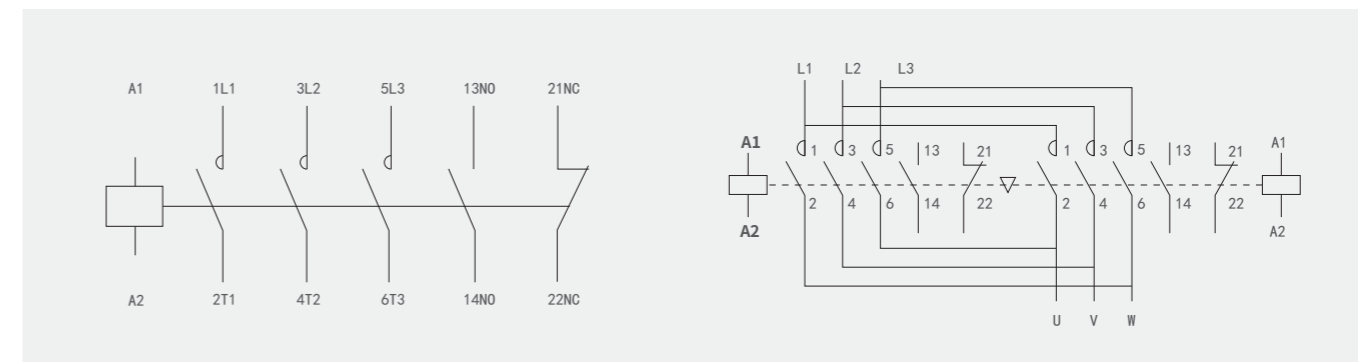 A1 1L1 3L2 5L3 13NO 21NC
A2 2T1 4T2 6T3 14NO 22NC
L1 L2 L3
A1 1 3 5 13 21 1 3 5 13 21 A1
2 4 6 14 22 2 4 6 14 22
A2 A2
U V W